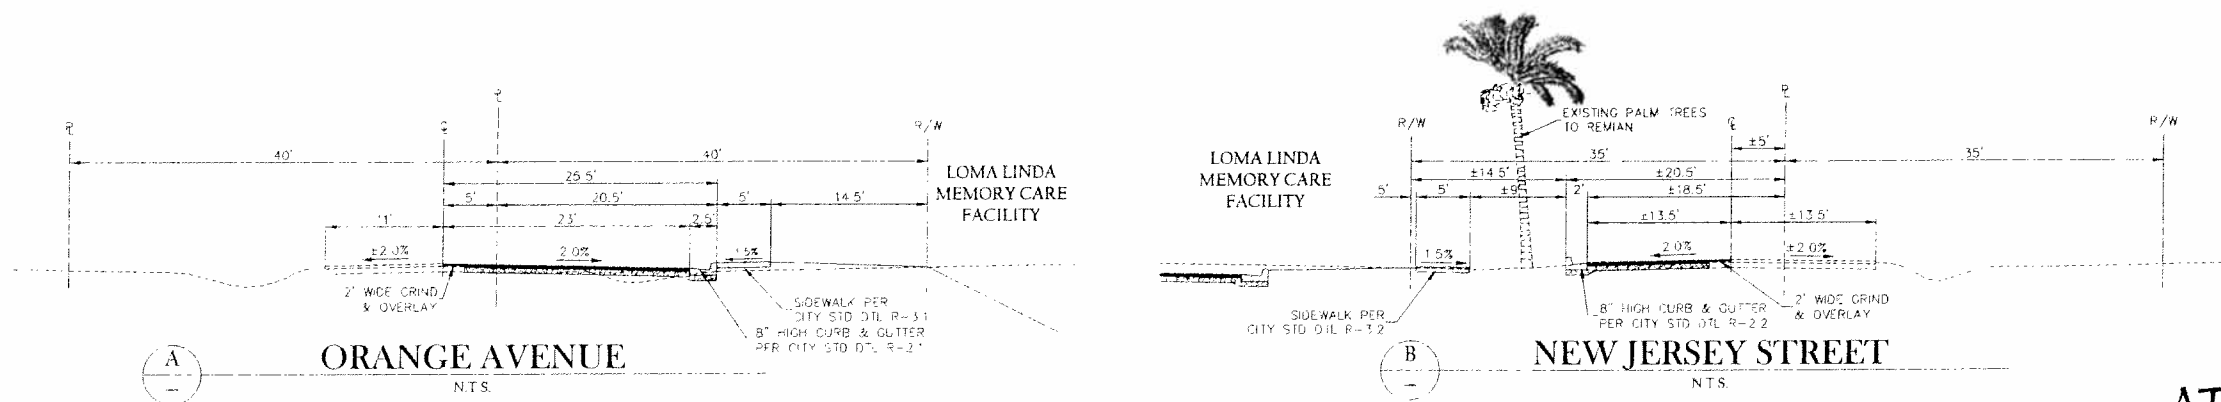 R/W
40'
40'
25.5'
5'
20.5'
5'
14.5'
23'
2.5'
±2.0%
2.0%
LOMA LINDA
MEMORY CARE
FACILITY
2' WIDE GRIND
& OVERLAY
SIDEWALK PER
CITY STD DTL R-3.1
8" HIGH CURB & GUTTER
PER CITY STD DTL
A
ORANGE AVENUE
N.T.S.
LOMA LINDA
MEMORY CARE
FACILITY
EXISTING PALM TREES
TO REMIAN
R/W
R/W
±5'
35'
35'
±14.5'
±20.5'
5'
5'
±9'
2'
±18.5'
±13.5'
±13.5'
1.5%
2.0%
±2.0%
SIDEWALK PER
CITY STD DTL R-3.2
8" HIGH CURB & GUTTER
PER CITY STD DTL R-2.2
2' WIDE GRIND
& OVERLAY
B
NEW JERSEY STREET
N.T.S.